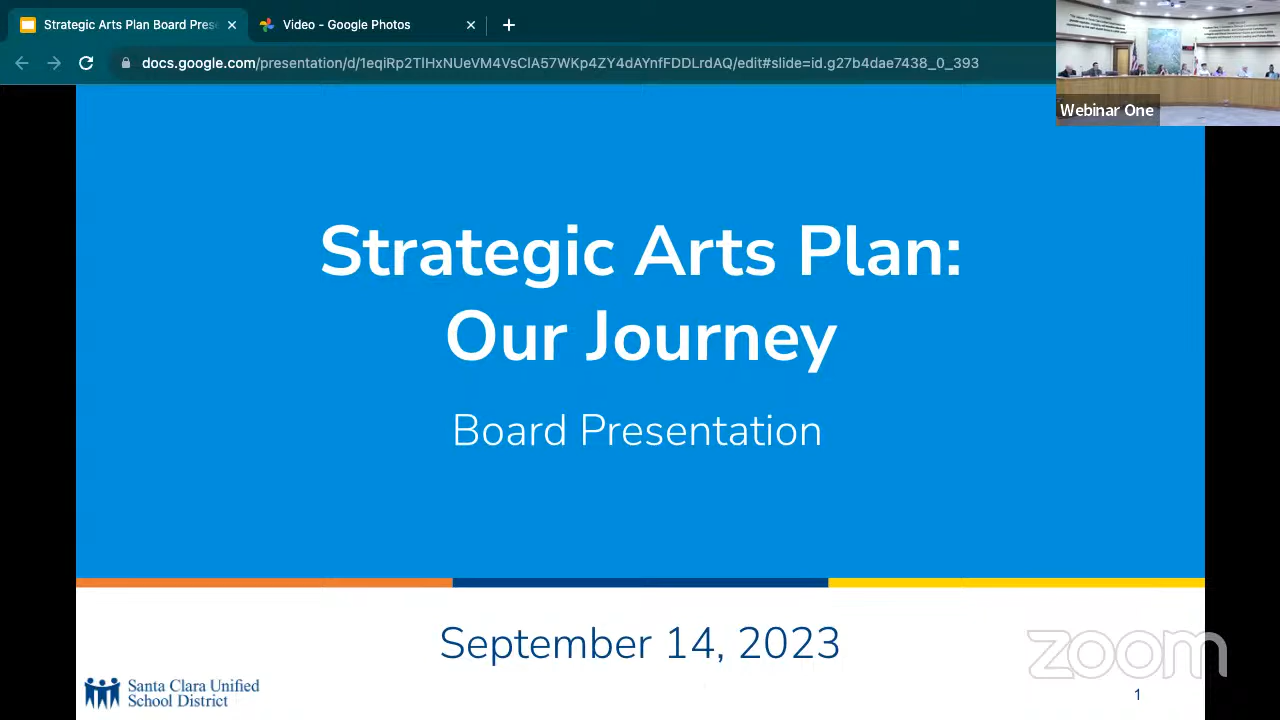 Strategic Arts Plan Board Pres
Video - Google Photos
docs.google.com/presentation/d/1eqiRp2TlHxNUeVM4VsClA57WKp4ZY4dAYnfFDDLrdAQ/edit#slide=id.g27b4dae7438_0_393
Webinar One
Strategic Arts Plan:
Our Journey
Board Presentation
September 14, 2023
zoom
Santa Clara Unified
School District
1